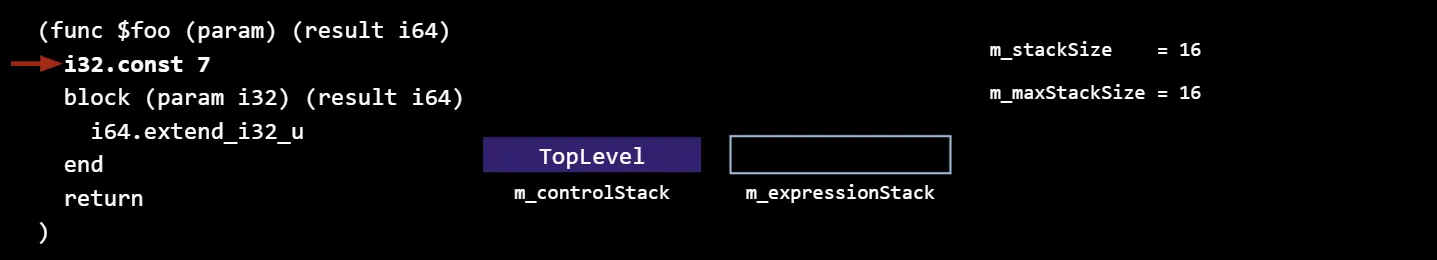 (func $foo (param) (result i64)
i32.const 7
block (param i32) (result i64)
i64.extend_i32_u
end
return
)
TopLevel
m_controlStack
m_expressionStack
m_stackSize = 16
m_maxStackSize = 16